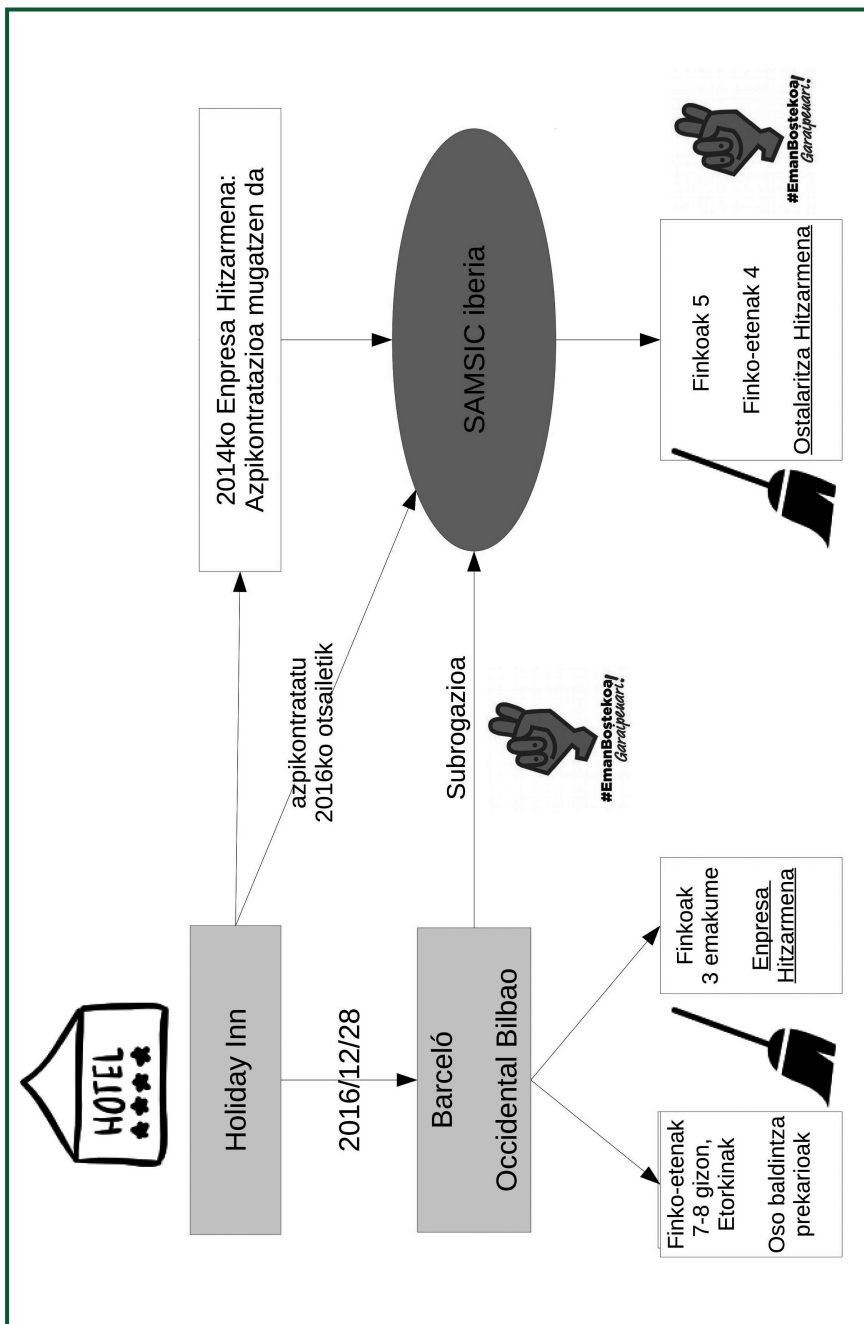 HOTEL
Holiday Inn
2014ko Enpresa Hitzarmena:
Azpikontratazioa mugatzen da
azpikontratatu
2016ko otsailetik
2016/12/28
Barceló
Occidental Bilbao
Subrogazioa
SAMSIC iberia
#EmanBostekoa
Garaipenari!
Finko-etenak
7-8 gizon,
Etorkinak
Oso baldintza
prekarioak
Finkoak
3 emakume
Enpresa
Hitzarmena
Finkoak 5
Finko-etenak 4
Ostalaritza Hitzarmena
#EmanBostekoa
Garaipenari!